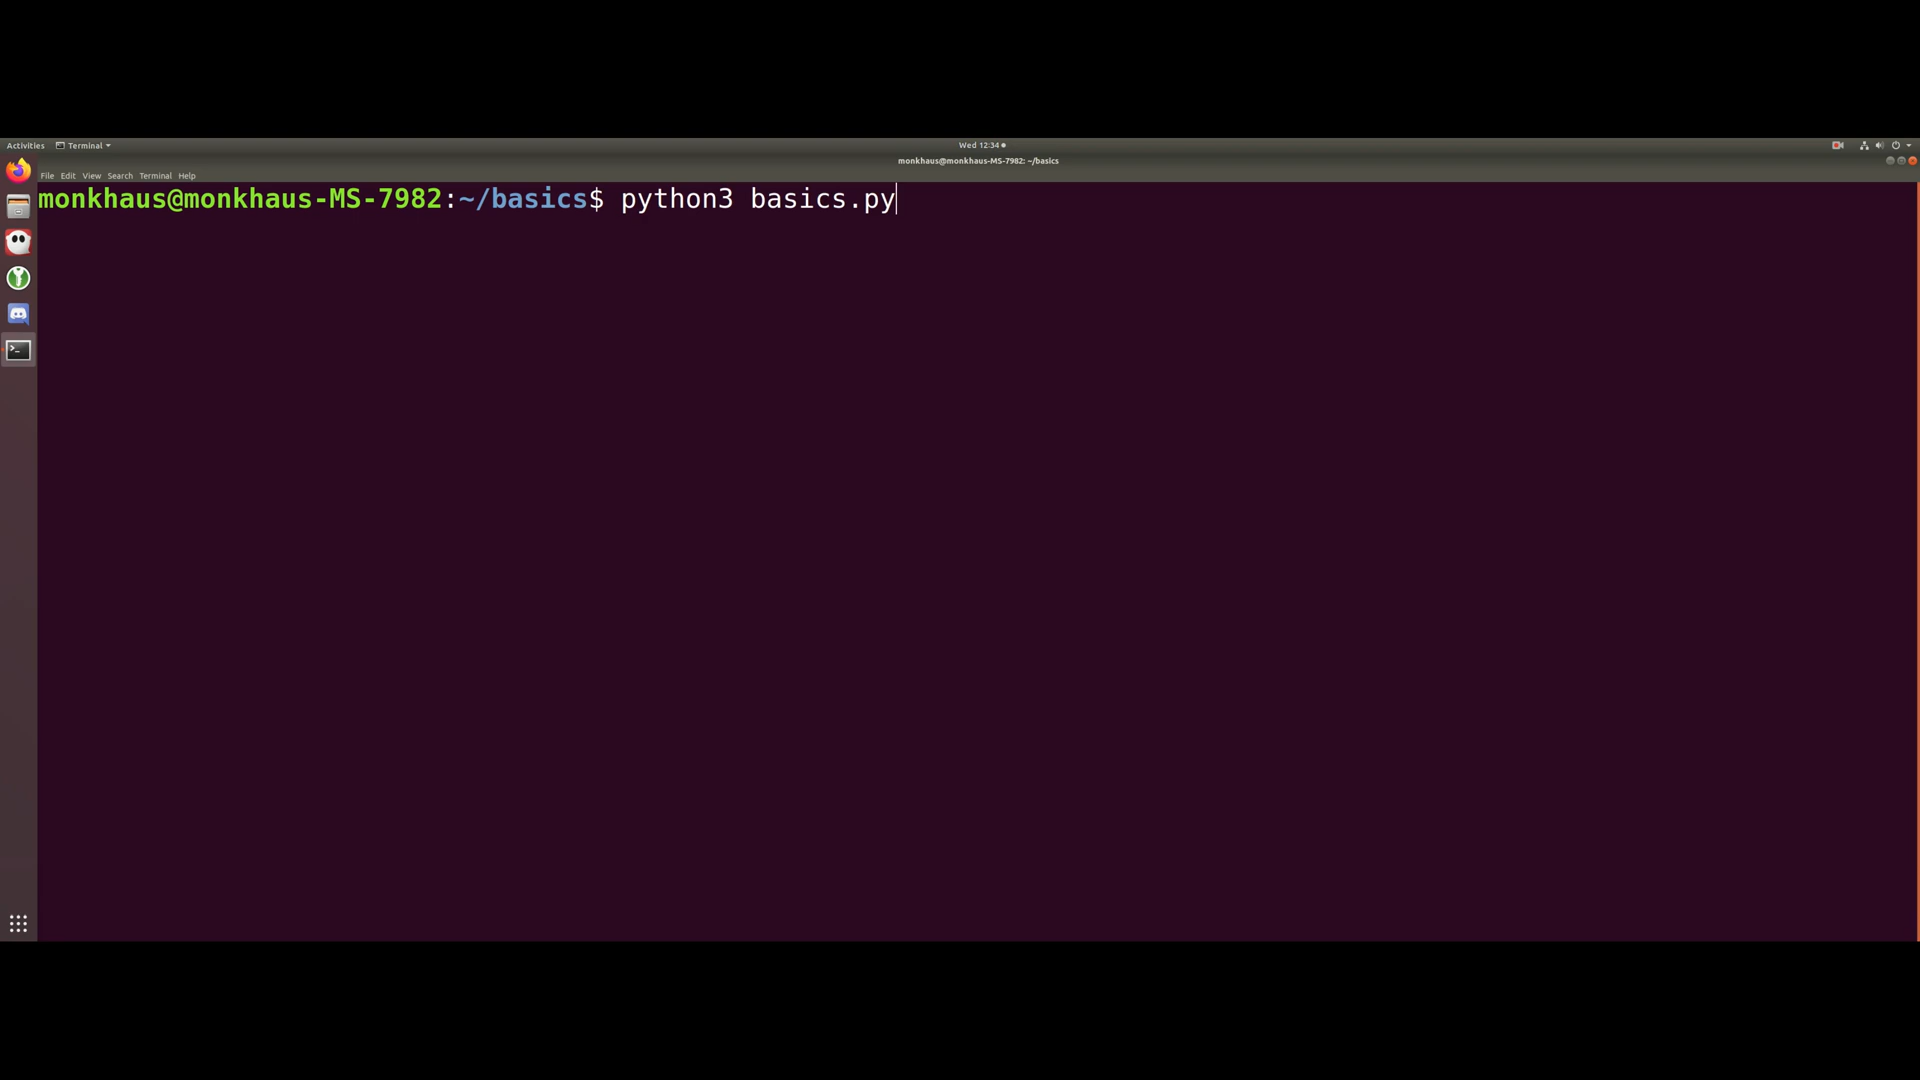 Activities Terminal Wed 12:34
monkhaus@monkhaus-MS-7982: ~/basics
File Edit View Search Terminal Help
monkhaus@monkhaus-MS-7982:~/basics$ python3 basics.py